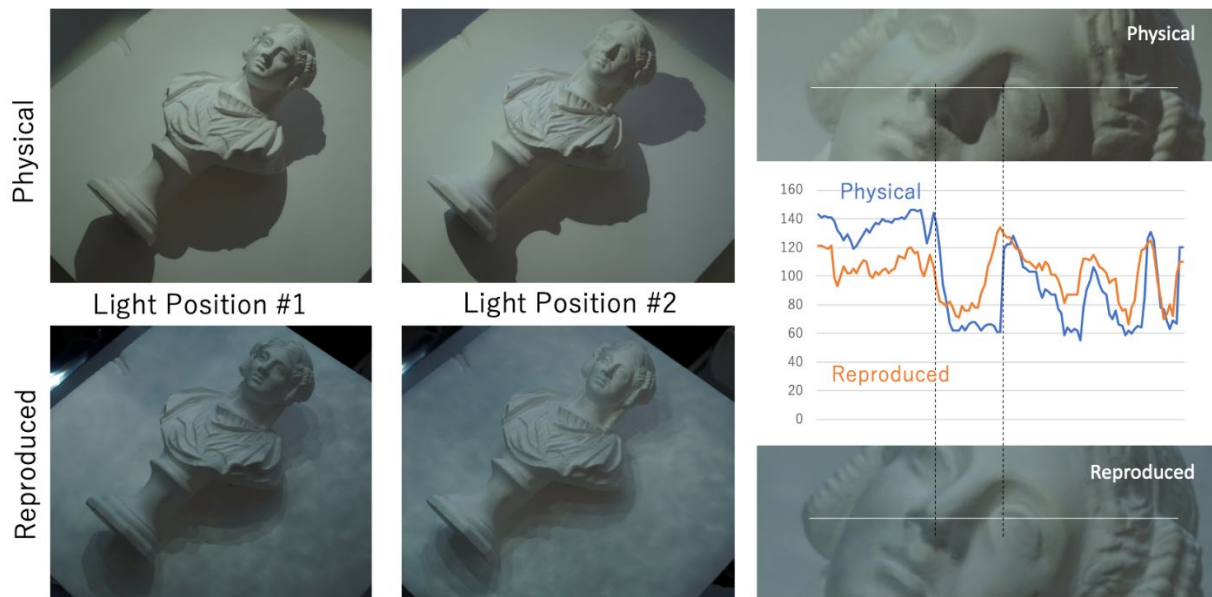 Physical
Light Position #1
Light Position #2
Reproduced
Physical
160
140
120
100
80
60
40
20
0
Physical
Reproduced
Reproduced